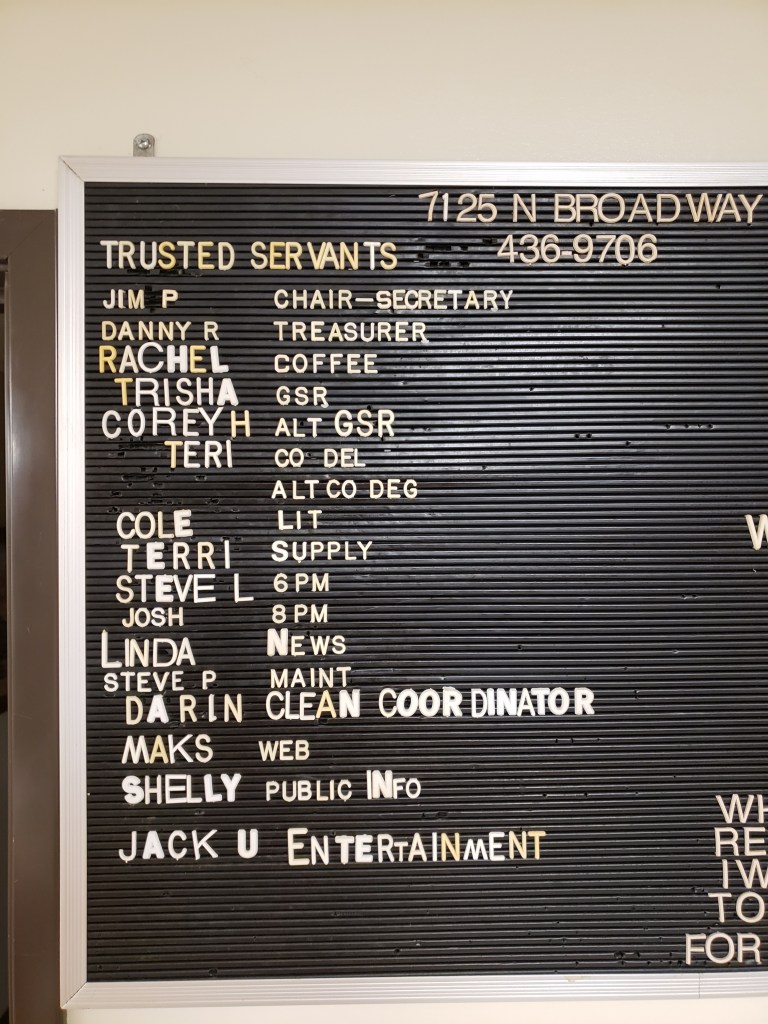 7125 N BROADWAY
TRUSTED SERVANTS 436-9706
JIM P CHAIR-SECRETARY
DANNY R TREASURER
RACHEL COFFEE
TRISHA GSR
COREY H ALT GSR
TERI CO DEL
ALT CO DEG
COLE LIT
TERRI SUPPLY
STEVE L 6 PM
JOSH 8 PM
LINDA NEWS
STEVE P MAINT
DARIN CLEAN COORDINATOR
MAKS WEB
SHELLY PUBLIC INFO
JACK U ENTERTAINMENT
TO
FOR